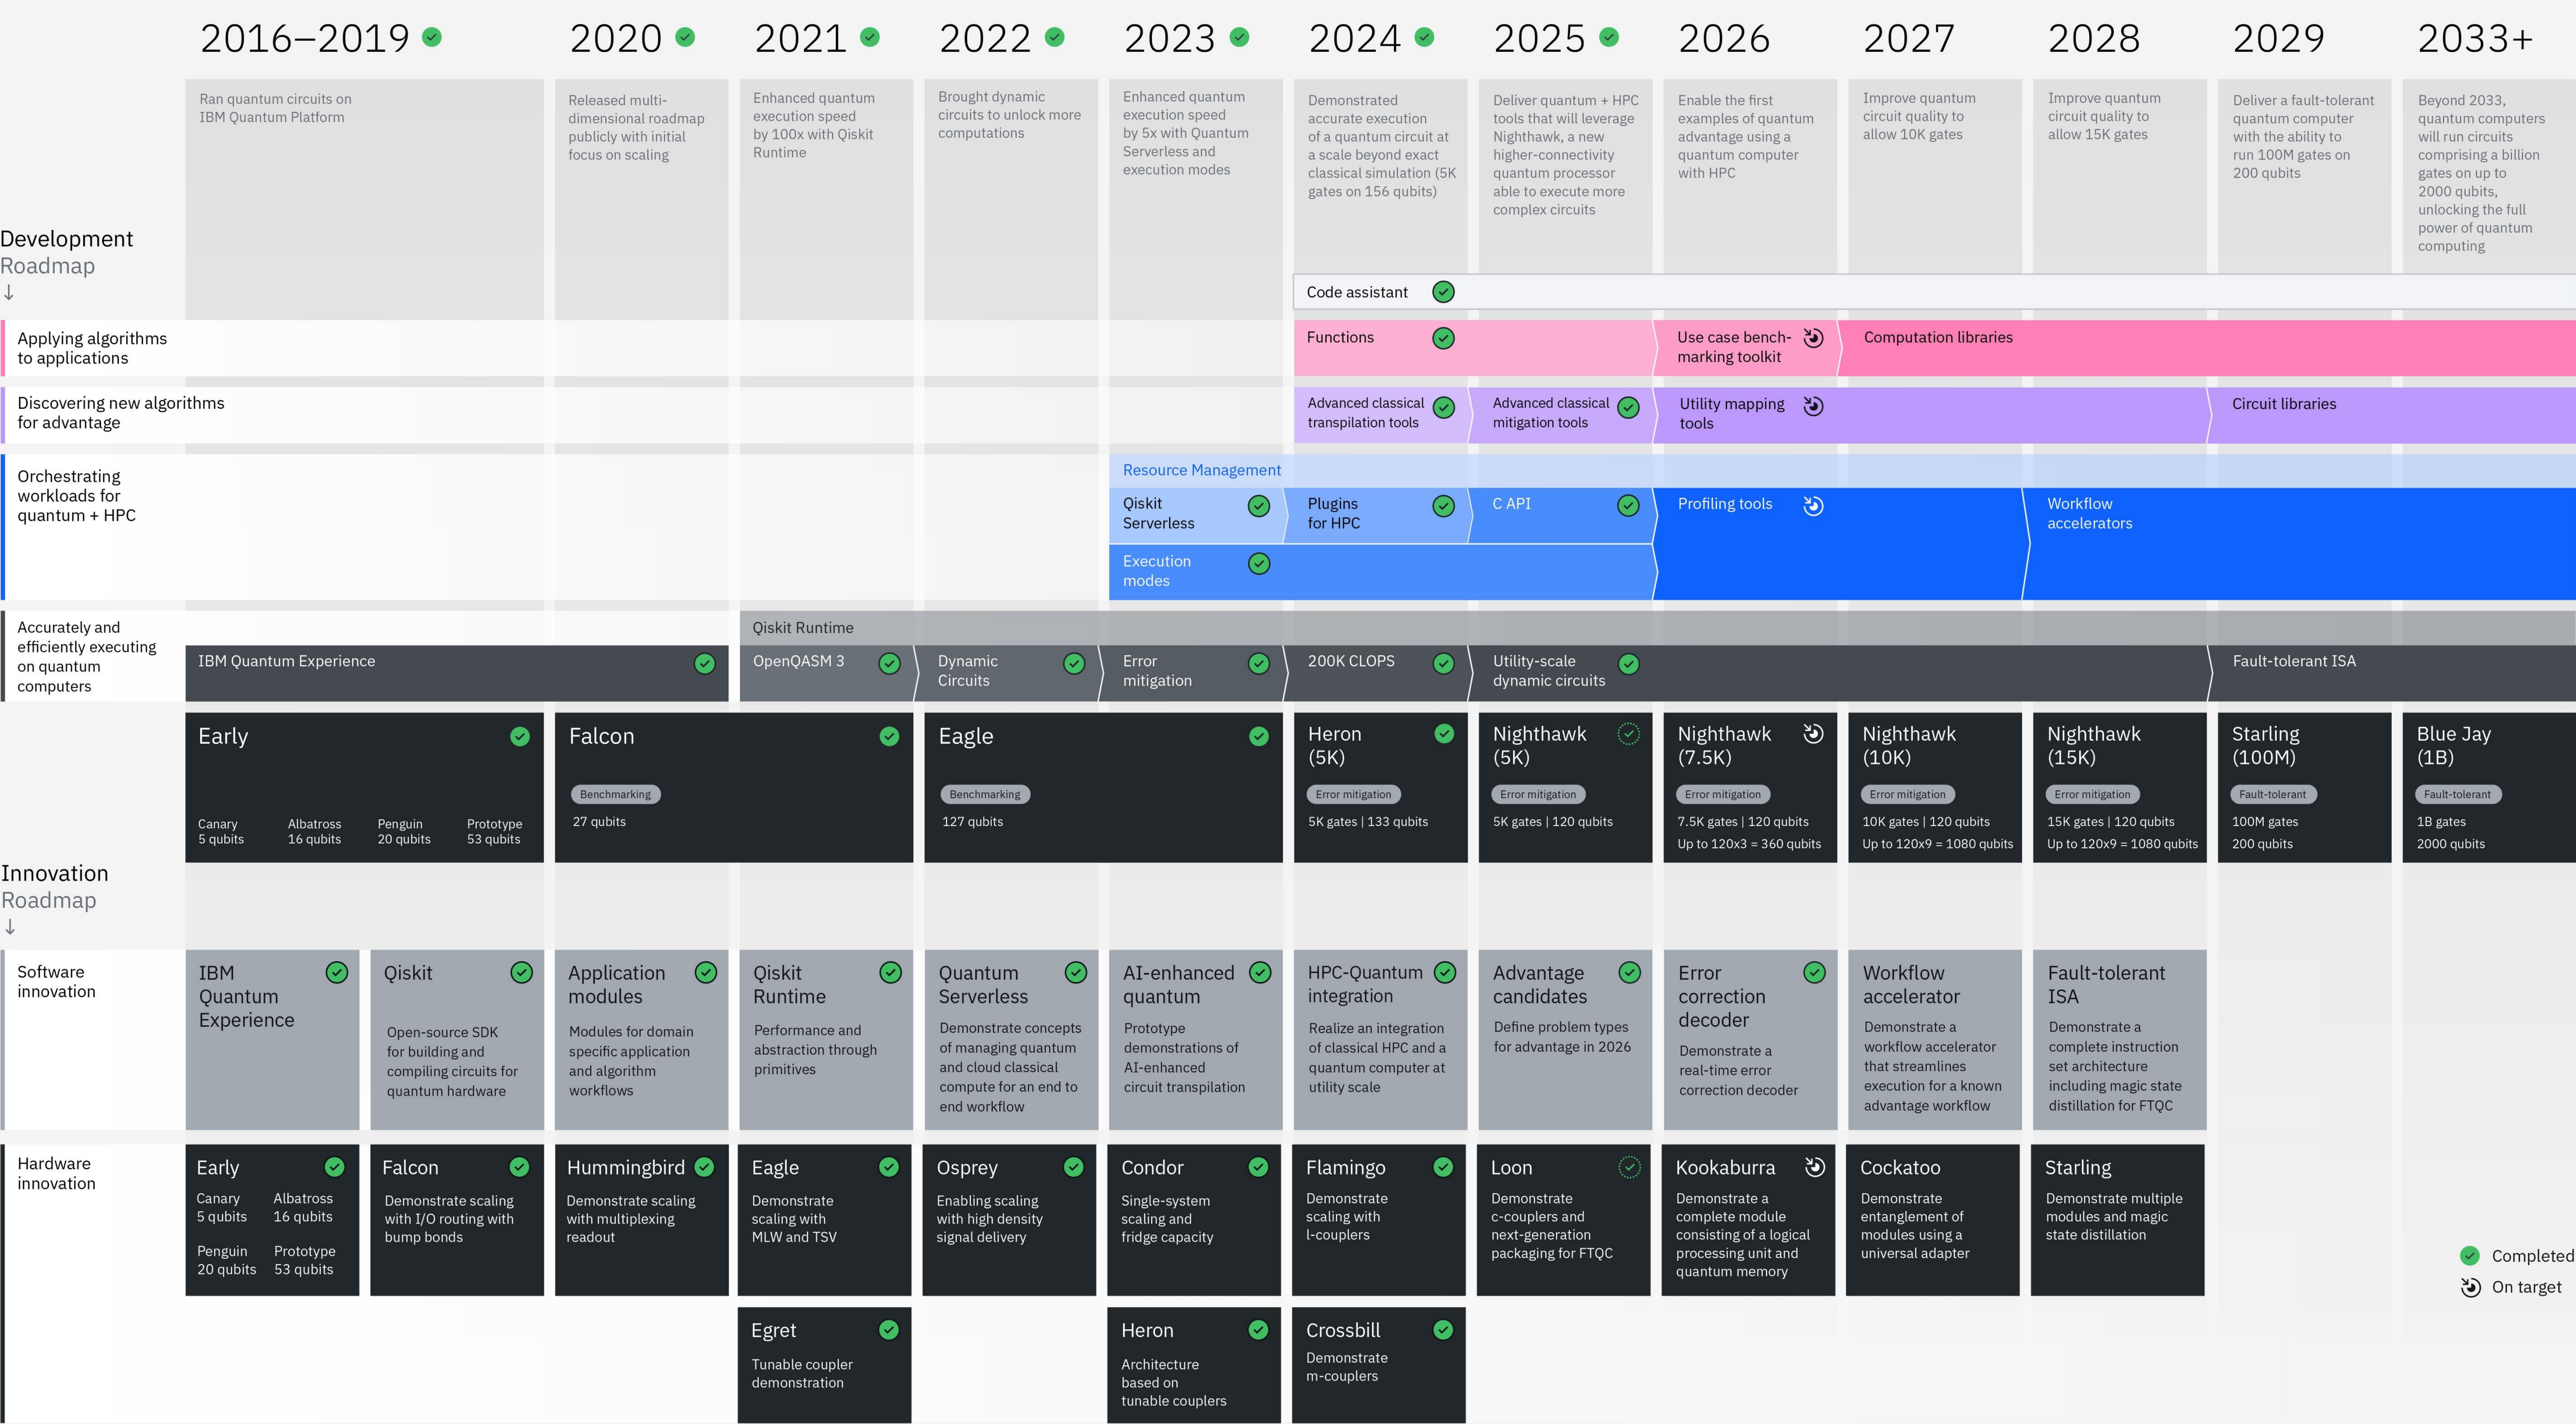 2016–2019
2020
2021
2022
2023
2024
2025
2026
2027
2028
2029
2033+
Ran quantum circuits on
IBM Quantum Platform
Released multi-
dimensional roadmap
publicly with initial
focus on scaling
Enhanced quantum
execution speed
by 100x with Qiskit
Runtime
Brought dynamic
circuits to unlock more
computations
Enhanced quantum
execution speed
by 5x with Quantum
Serverless and
execution modes
Demonstrated
accurate execution
of a quantum circuit at
a scale beyond exact
classical simulation (5K
gates on 156 qubits)
Deliver quantum + HPC
tools that will leverage
Nighthawk, a new
higher-connectivity
quantum processor
able to execute more
complex circuits
Enable the first
examples of quantum
advantage using a
quantum computer
with HPC
Improve quantum
circuit quality to
allow 10K gates
Improve quantum
circuit quality to
allow 15K gates
Deliver a fault-tolerant
quantum computer
with the ability to
run 100M gates on
200 qubits
Beyond 2033,
quantum computers
will run circuits
comprising a billion
gates on up to
2000 qubits,
unlocking the full
power of quantum
computing
Development
Roadmap
↓
Code assistant
Applying algorithms
to applications
Functions
Use case bench-
marking toolkit
Computation libraries
Discovering new algorithms
for advantage
Advanced classical
transpilation tools
Advanced classical
mitigation tools
Utility mapping
tools
Circuit libraries
Orchestrating
workloads for
quantum + HPC
Resource Management
Qiskit
Serverless
Plugins
for HPC
C API
Profiling tools
Workflow
accelerators
Execution
modes
Accurately and
efficiently executing
on quantum
computers
Qiskit Runtime
IBM Quantum Experience
OpenQASM 3
Dynamic
Circuits
Error
mitigation
200K CLOPS
Utility-scale
dynamic circuits
Fault-tolerant ISA
Early
Canary
5 qubits
Albatross
16 qubits
Penguin
20 qubits
Prototype
53 qubits
Falcon
Benchmarking
27 qubits
Eagle
Benchmarking
127 qubits
Heron
(5K)
Error mitigation
5K gates | 133 qubits
Nighthawk
(5K)
Error mitigation
5K gates | 120 qubits
Nighthawk
(7.5K)
Error mitigation
7.5K gates | 120 qubits
Up to 120x3 = 360 qubits
Nighthawk
(10K)
Error mitigation
10K gates | 120 qubits
Up to 120x9 = 1080 qubits
Nighthawk
(15K)
Error mitigation
15K gates | 120 qubits
Up to 120x9 = 1080 qubits
Starling
(100M)
Fault-tolerant
100M gates
200 qubits
Blue Jay
(1B)
Fault-tolerant
1B gates
2000 qubits
Innovation
Roadmap
↓
Software
innovation
IBM
Quantum
Experience
Qiskit
Open-source SDK
for building and
compiling circuits for
quantum hardware
Application
modules
Modules for domain
specific application
and algorithm
workflows
Qiskit
Runtime
Performance and
abstraction through
primitives
Quantum
Serverless
Demonstrate concepts
of managing quantum
and cloud classical
compute for an end to
end workflow
AI-enhanced
quantum
Prototype
demonstrations of
AI-enhanced
circuit transpilation
HPC-Quantum
integration
Realize an integration
of classical HPC and a
quantum computer at
utility scale
Advantage
candidates
Define problem types
for advantage in 2026
Error
correction
decoder
Demonstrate a
real-time error
correction decoder
Workflow
accelerator
Demonstrate a
workflow accelerator
that streamlines
execution for a known
advantage workflow
Fault-tolerant
ISA
Demonstrate a
complete instruction
set architecture
including magic state
distillation for FTQC
Hardware
innovation
Early
Canary
5 qubits
Albatross
16 qubits
Penguin
20 qubits
Prototype
53 qubits
Falcon
Demonstrate scaling
with I/O routing with
bump bonds
Hummingbird
Demonstrate scaling
with multiplexing
readout
Eagle
Demonstrate
scaling with
MLW and TSV
Osprey
Enabling scaling
with high density
signal delivery
Condor
Single-system
scaling and
fridge capacity
Flamingo
Demonstrate
scaling with
l-couplers
Loon
Demonstrate
c-couplers and
next-generation
packaging for FTQC
Kookaburra
Demonstrate a
complete module
consisting of a logical
processing unit and
quantum memory
Cockatoo
Demonstrate
entanglement of
modules using a
universal adapter
Starling
Demonstrate multiple
modules and magic
state distillation
Completed
On target
Egret
Tunable coupler
demonstration
Heron
Architecture
based on
tunable couplers
Crossbill
Demonstrate
m-couplers